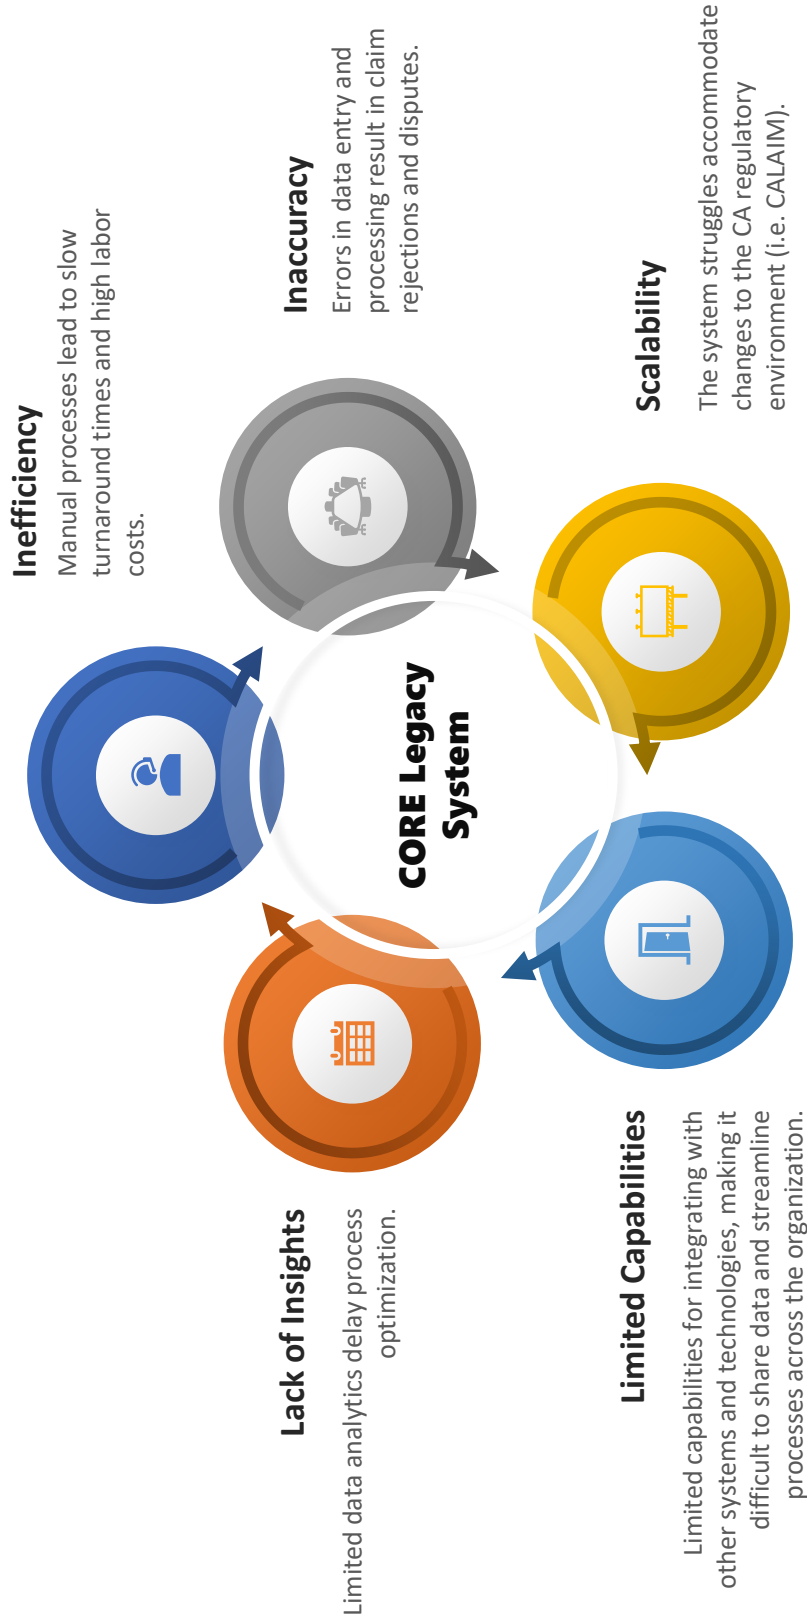 Inefficiency
Manual processes lead to slow
turnaround times and high labor
costs.
Inaccuracy
Errors in data entry and
processing result in claim
rejections and disputes.
Scalability
The system struggles accommodate
changes to the CA regulatory
environment (i.e. CALAIM).
Limited Capabilities
Limited capabilities for integrating with
other systems and technologies, making it
difficult to share data and streamline
processes across the organization.
Lack of Insights
Limited data analytics delay process
optimization.
CORE Legacy
System